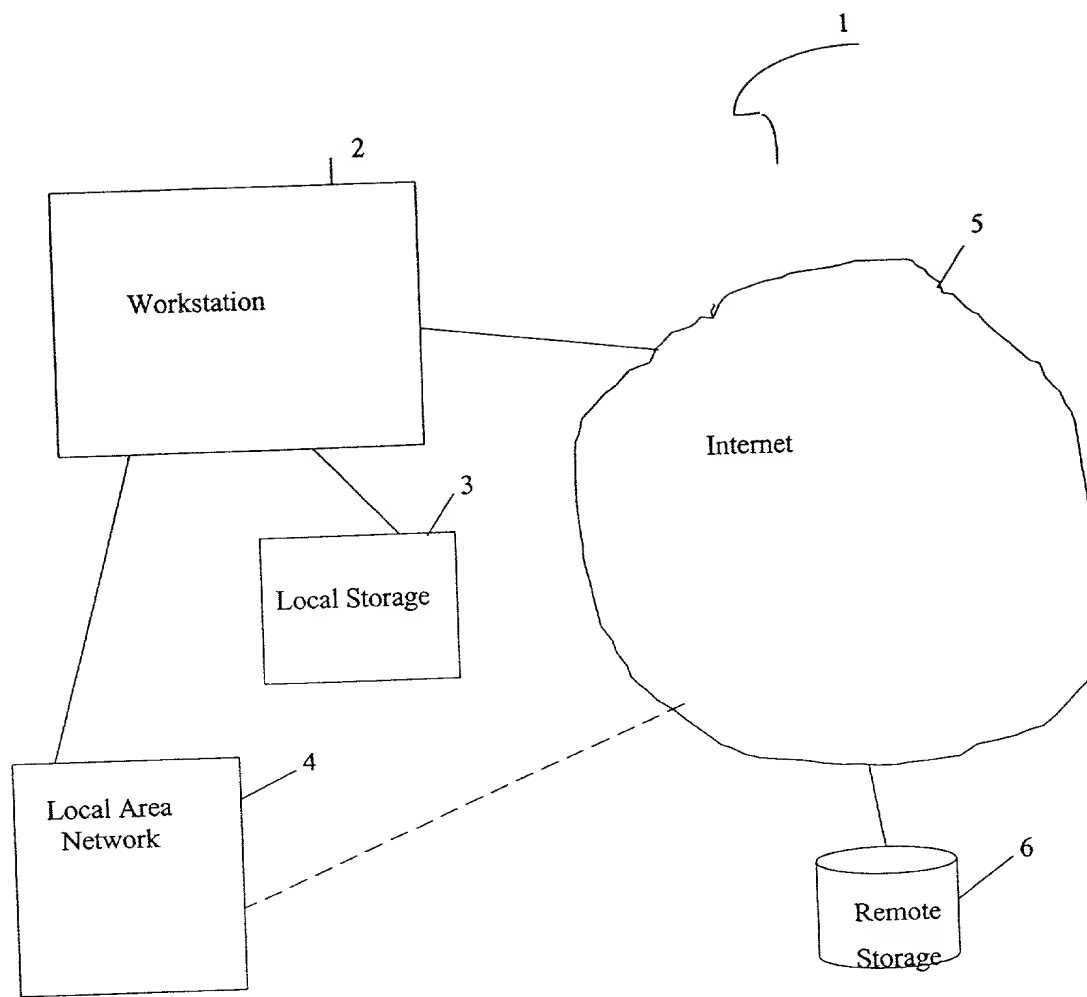 1
2
Workstation
5
Internet
3
Local Storage
4
Local Area
Network
6
Remote
Storage